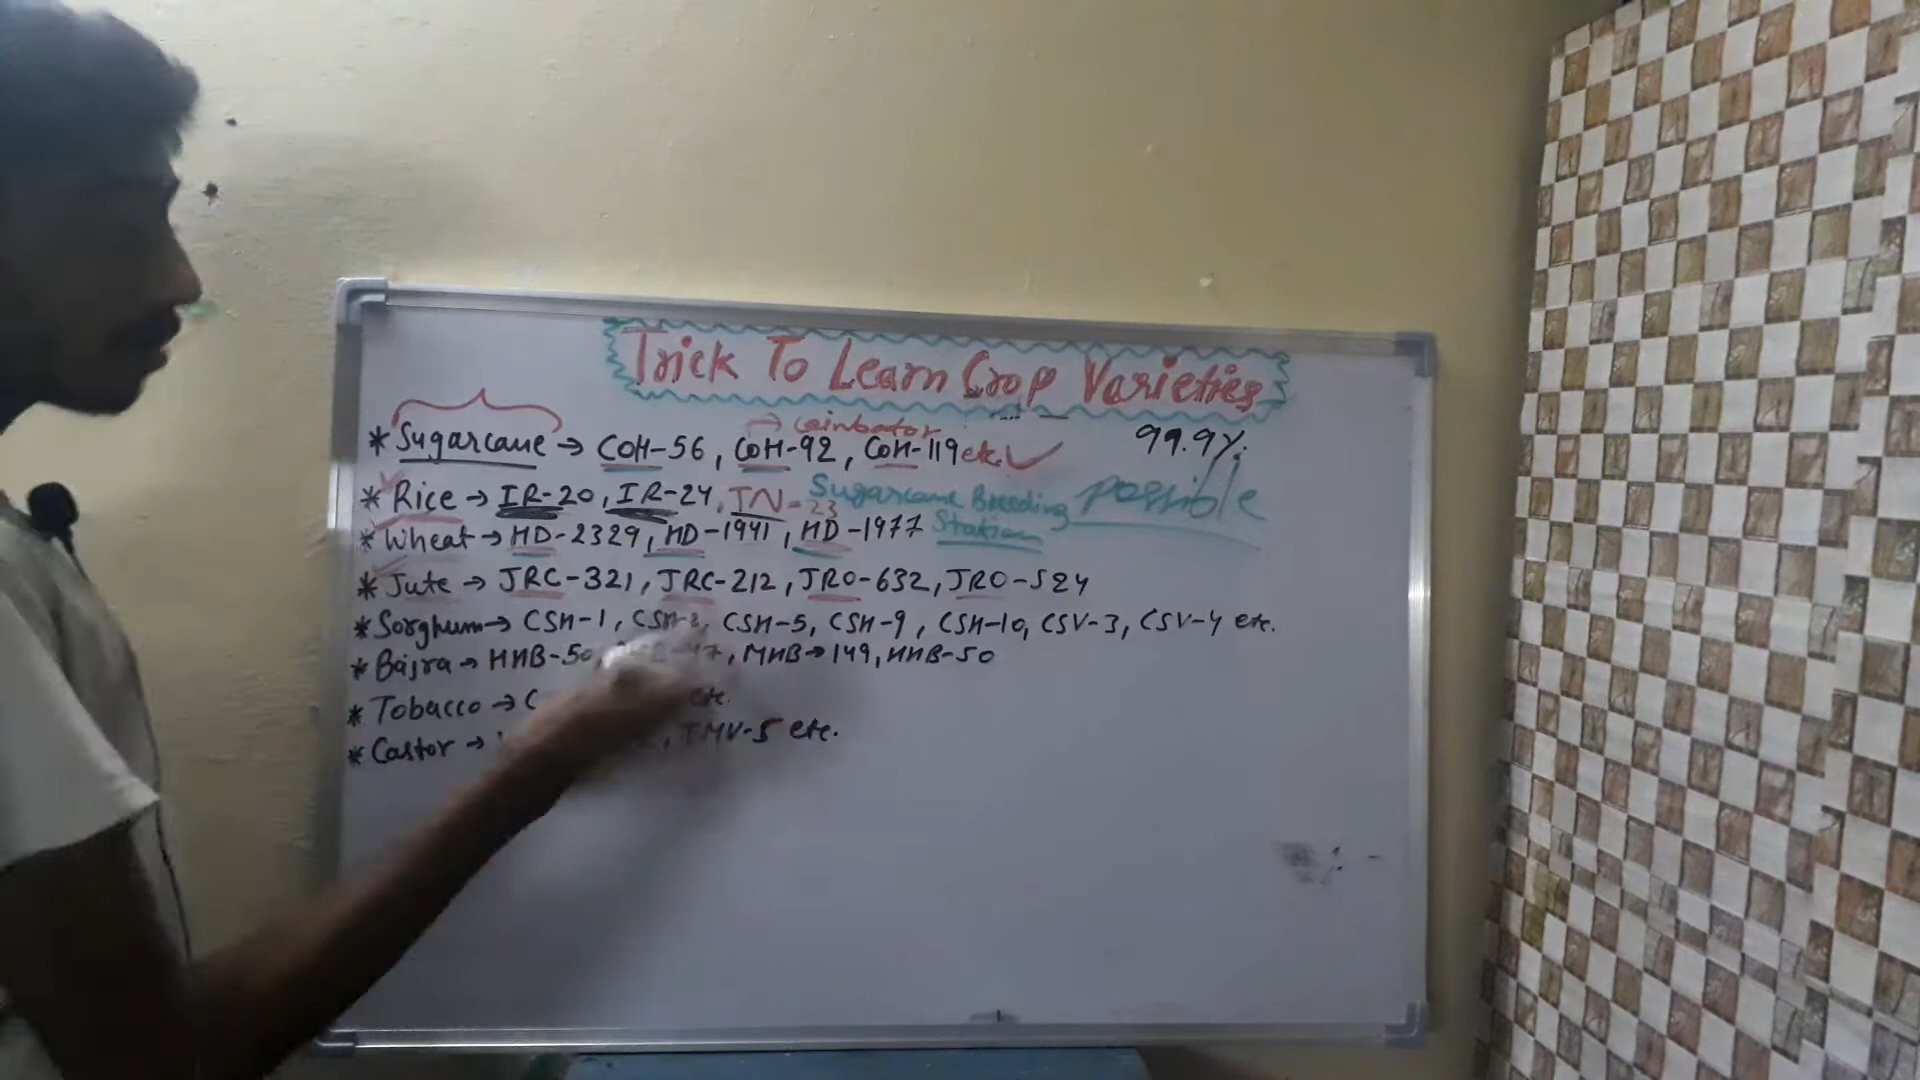 Trick To Learn Crop Varieties
→ Coinbator
* Sugarcane → COH-56, COH-92, COH-119 etc. 99.9%
* Rice → IR-20, IR-24, TN-23 Sugarcane Breeding Station possible
* Wheat → HD-2329, HD-1941, HD-1977
* Jute → JRC-321, JRC-212, JRO-632, JRO-524
* Sorghum → CSH-1, CSH-2, CSH-5, CSH-9, CSH-10, CSV-3, CSV-4 etc.
* Bajra → HHB-50, MHB → 149, HHB-50
* Tobacco → etc.
* Castor → , TMV-5 etc.